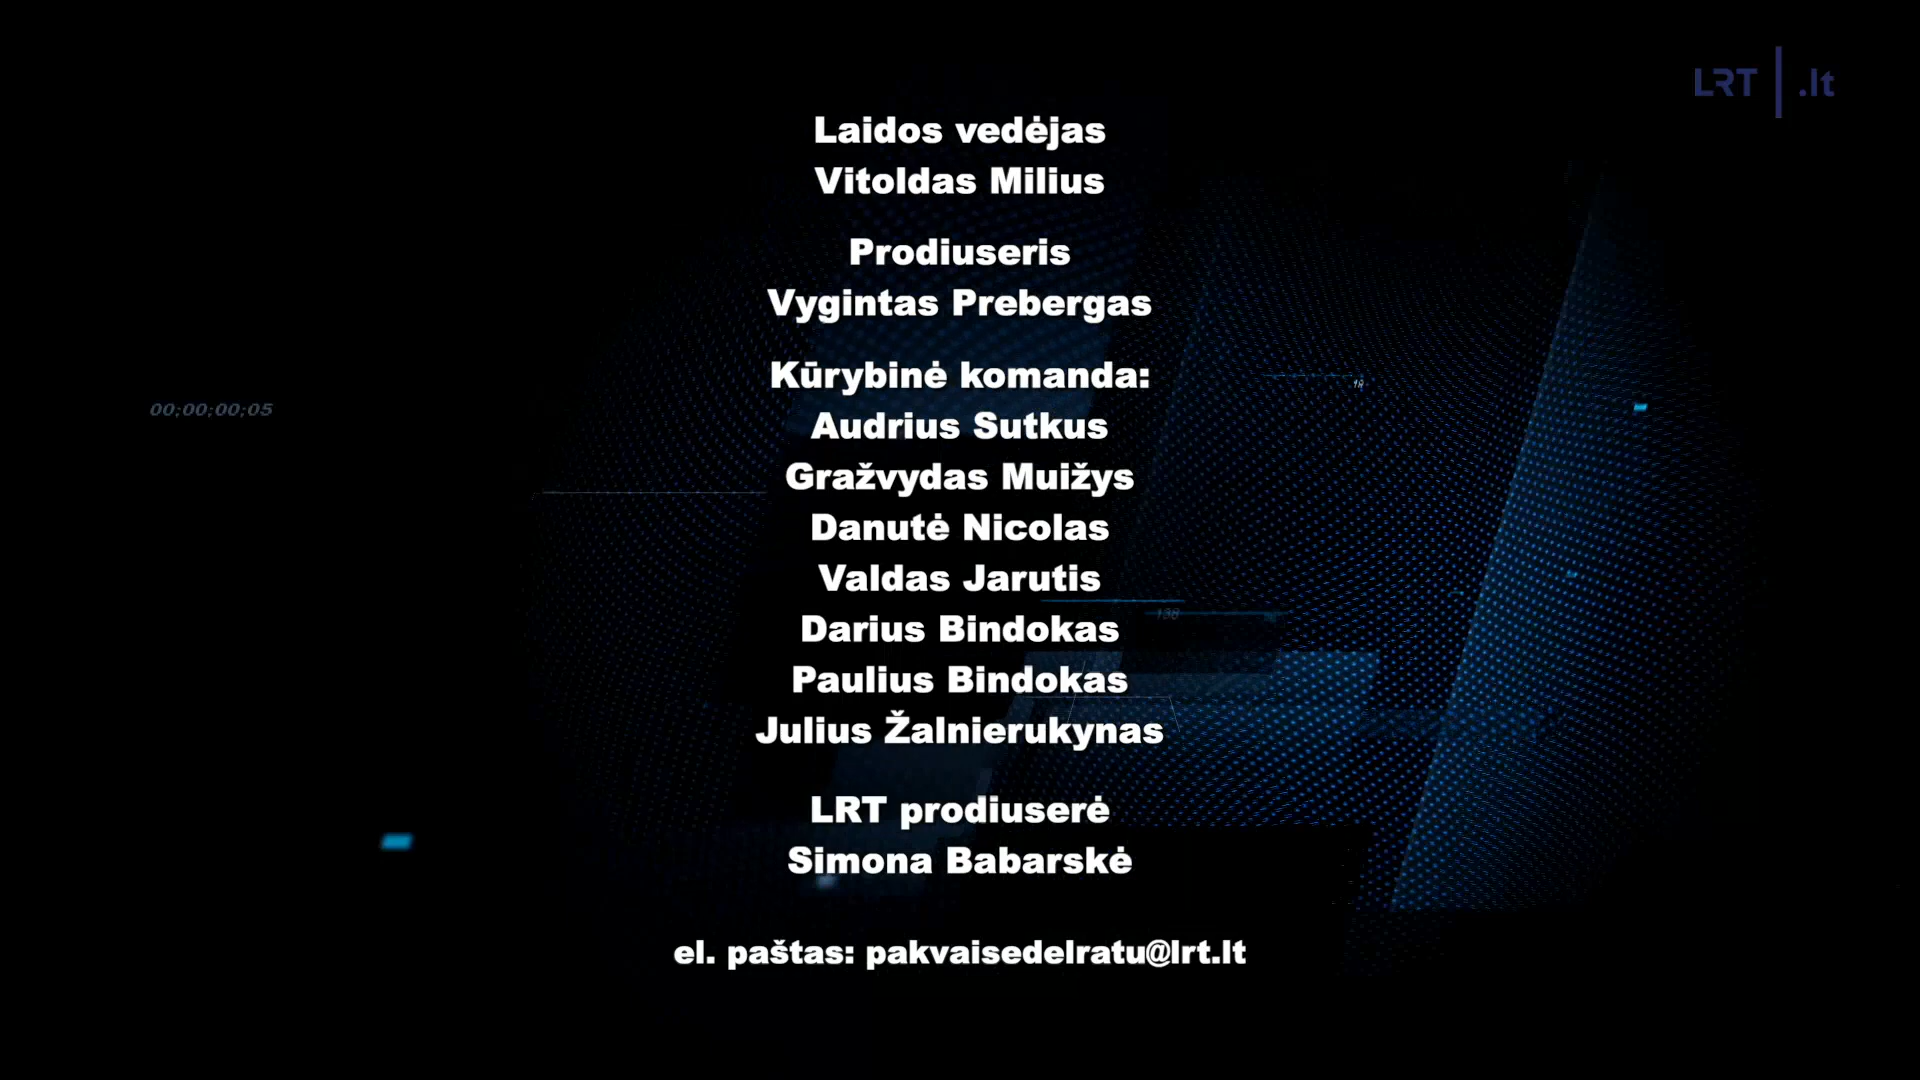 LRT | .lt
Laidos vedėjas
Vitoldas Milius
Prodiuseris
Vygintas Prebergas
Kūrybinė komanda:
Audrius Sutkus
Gražvydas Muižys
Danutė Nicolas
Valdas Jarutis
Darius Bindokas
Paulius Bindokas
Julius Žalnierukynas
LRT prodiuserė
Simona Babarskė
el. paštas: pakvaisedelratu@lrt.lt
00;00;00;05
138